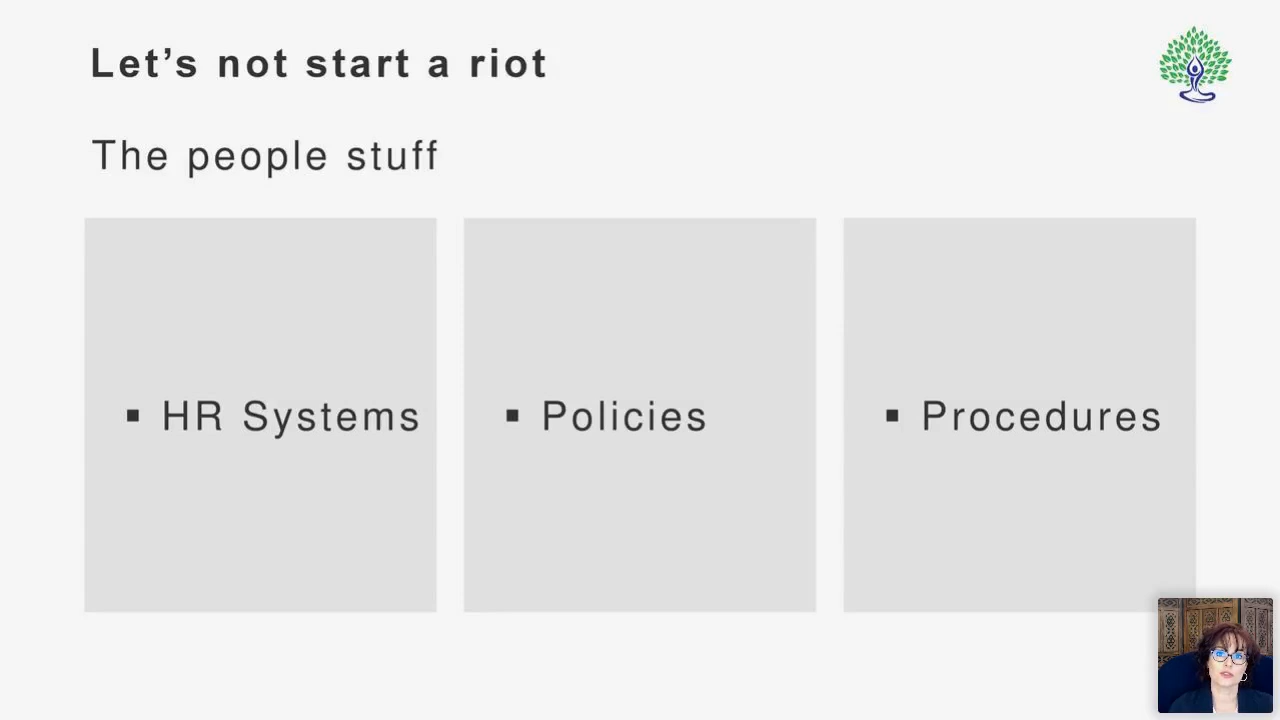 Let’s not start a riot
The people stuff
▪ HR Systems
▪ Policies
▪ Procedures